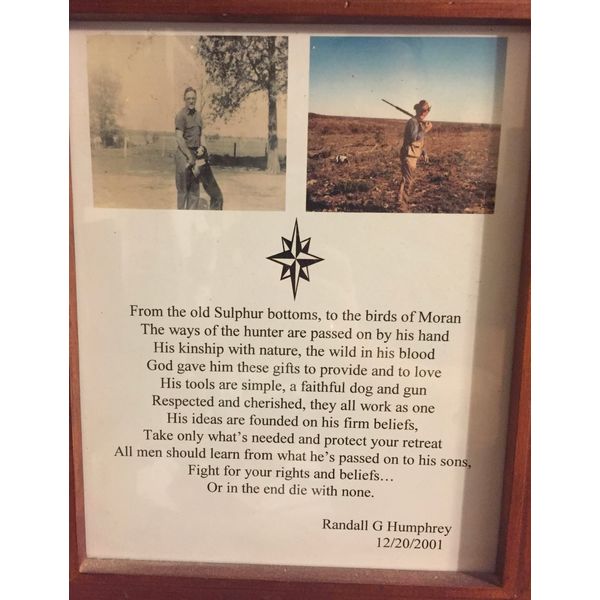 From the old Sulphur bottoms, to the birds of Moran
The ways of the hunter are passed on by his hand
His kinship with nature, the wild in his blood
God gave him these gifts to provide and to love
His tools are simple, a faithful dog and gun
Respected and cherished, they all work as one
His ideas are founded on his firm beliefs,
Take only what's needed and protect your retreat
All men should learn from what he's passed on to his sons,
Fight for your rights and beliefs…
Or in the end die with none.
Randall G Humphrey
12/20/2001